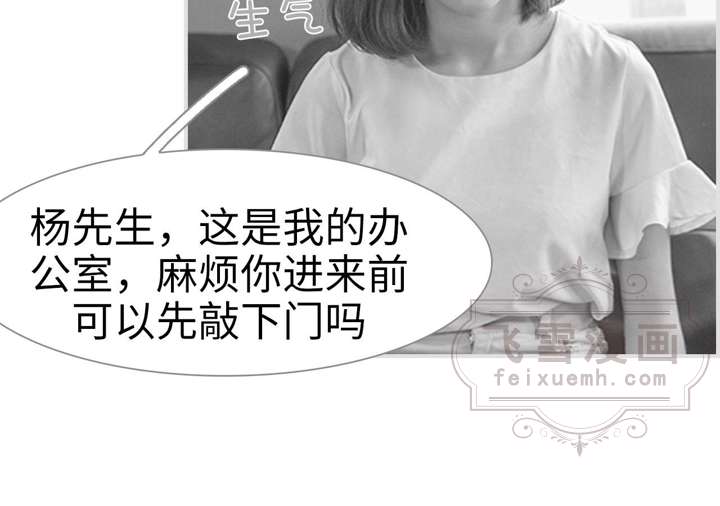 生气
杨先生，这是我的办
公室，麻烦你进来前
可以先敲下门吗
飞雪漫画
feixuemh.com